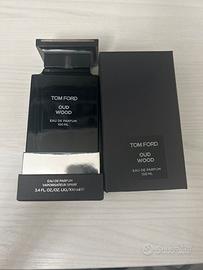 TOM FORD
OUD
WOOD
EAU DE PARFUM
100 ML
EAU DE PARFUM
VAPORISATEUR SPRAY
3.4 FL.OZ./OZ.LIQ./100 ml ℮
TOM FORD
OUD
WOOD
EAU DE PARFUM
100 ML